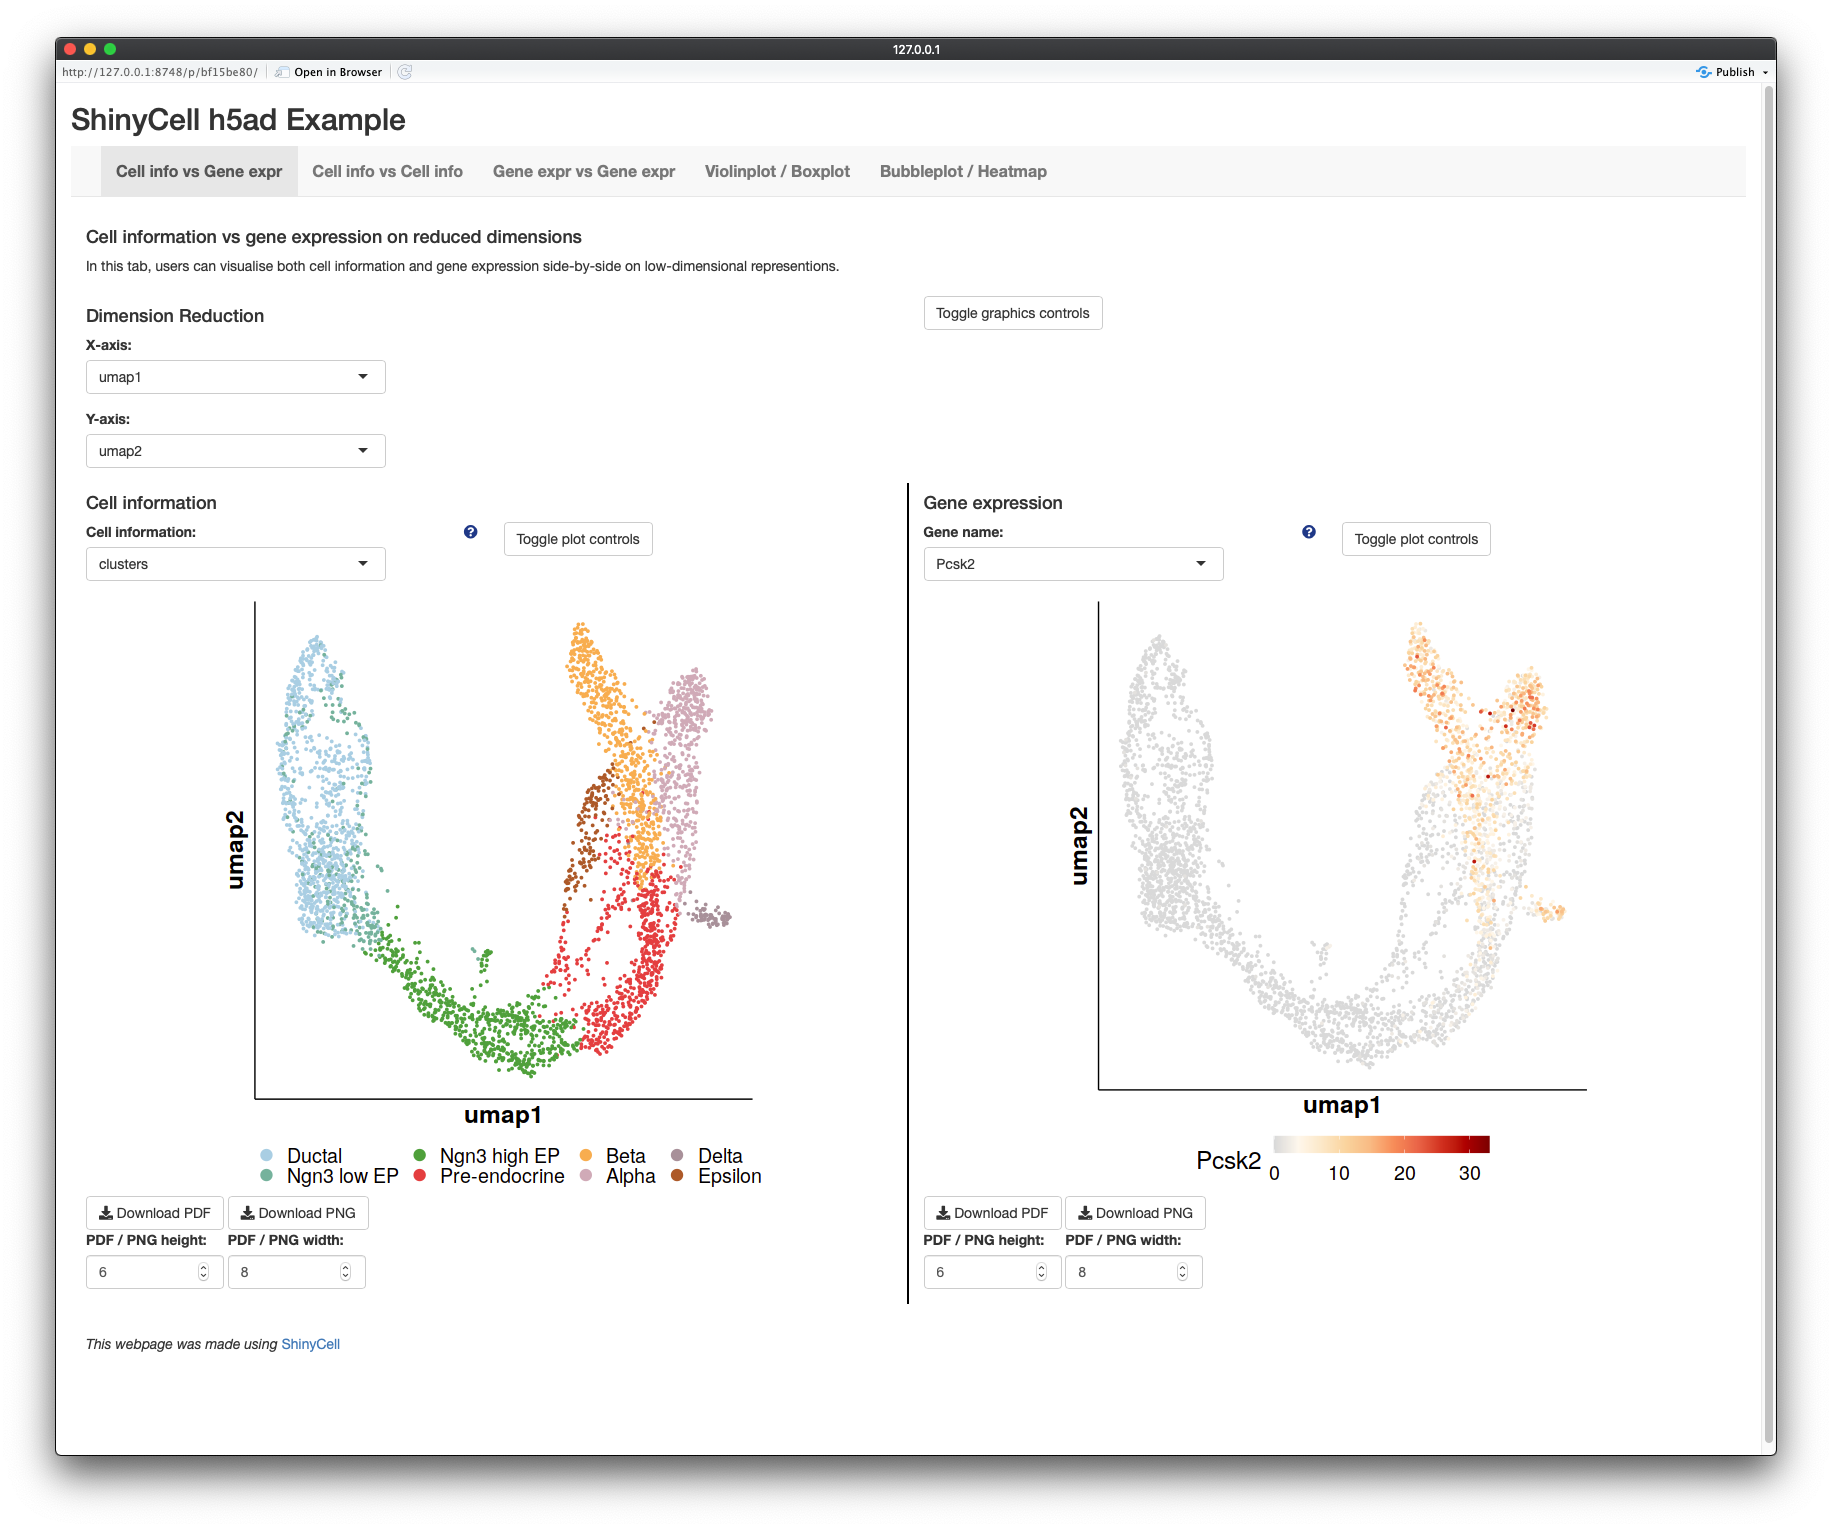 127.0.0.1
http://127.0.0.1:8748/p/bf15be80/ Open in Browser Publish
ShinyCell h5ad Example
Cell info vs Gene expr Cell info vs Cell info Gene expr vs Gene expr Violinplot / Boxplot Bubbleplot / Heatmap
Cell information vs gene expression on reduced dimensions
In this tab, users can visualise both cell information and gene expression side-by-side on low-dimensional representions.
Dimension Reduction
Toggle graphics controls
X-axis:
umap1
Y-axis:
umap2
Cell information
Cell information:
?
Toggle plot controls
clusters
umap2
umap1
Ductal Ngn3 high EP Beta Delta
Ngn3 low EP Pre-endocrine Alpha Epsilon
Download PDF Download PNG
PDF / PNG height: PDF / PNG width:
6 8
Gene expression
Gene name:
?
Toggle plot controls
Pcsk2
umap2
umap1
Pcsk2
0 10 20 30
Download PDF Download PNG
PDF / PNG height: PDF / PNG width:
6 8
This webpage was made using ShinyCell